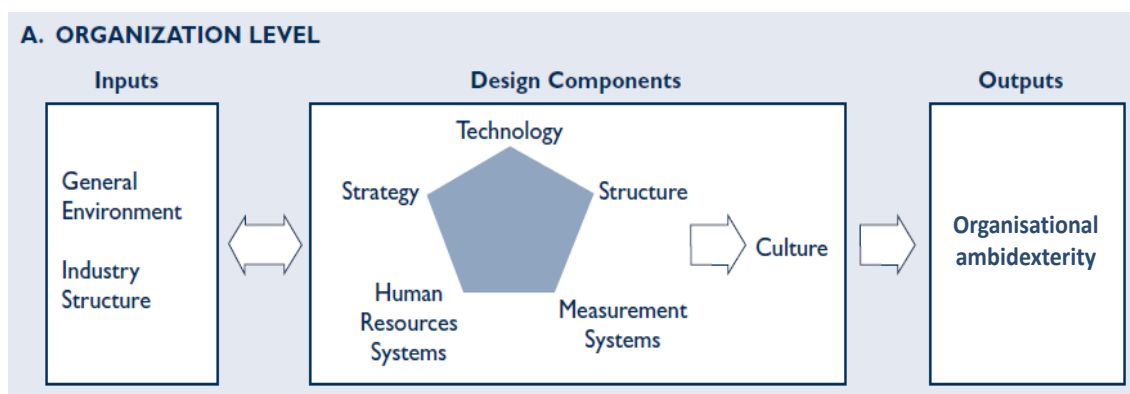 A. ORGANIZATION LEVEL
Inputs
Design Components
Outputs
General
Environment
Industry
Structure
Technology
Strategy
Structure
Human
Resources
Systems
Measurement
Systems
Culture
Organisational
ambidexterity